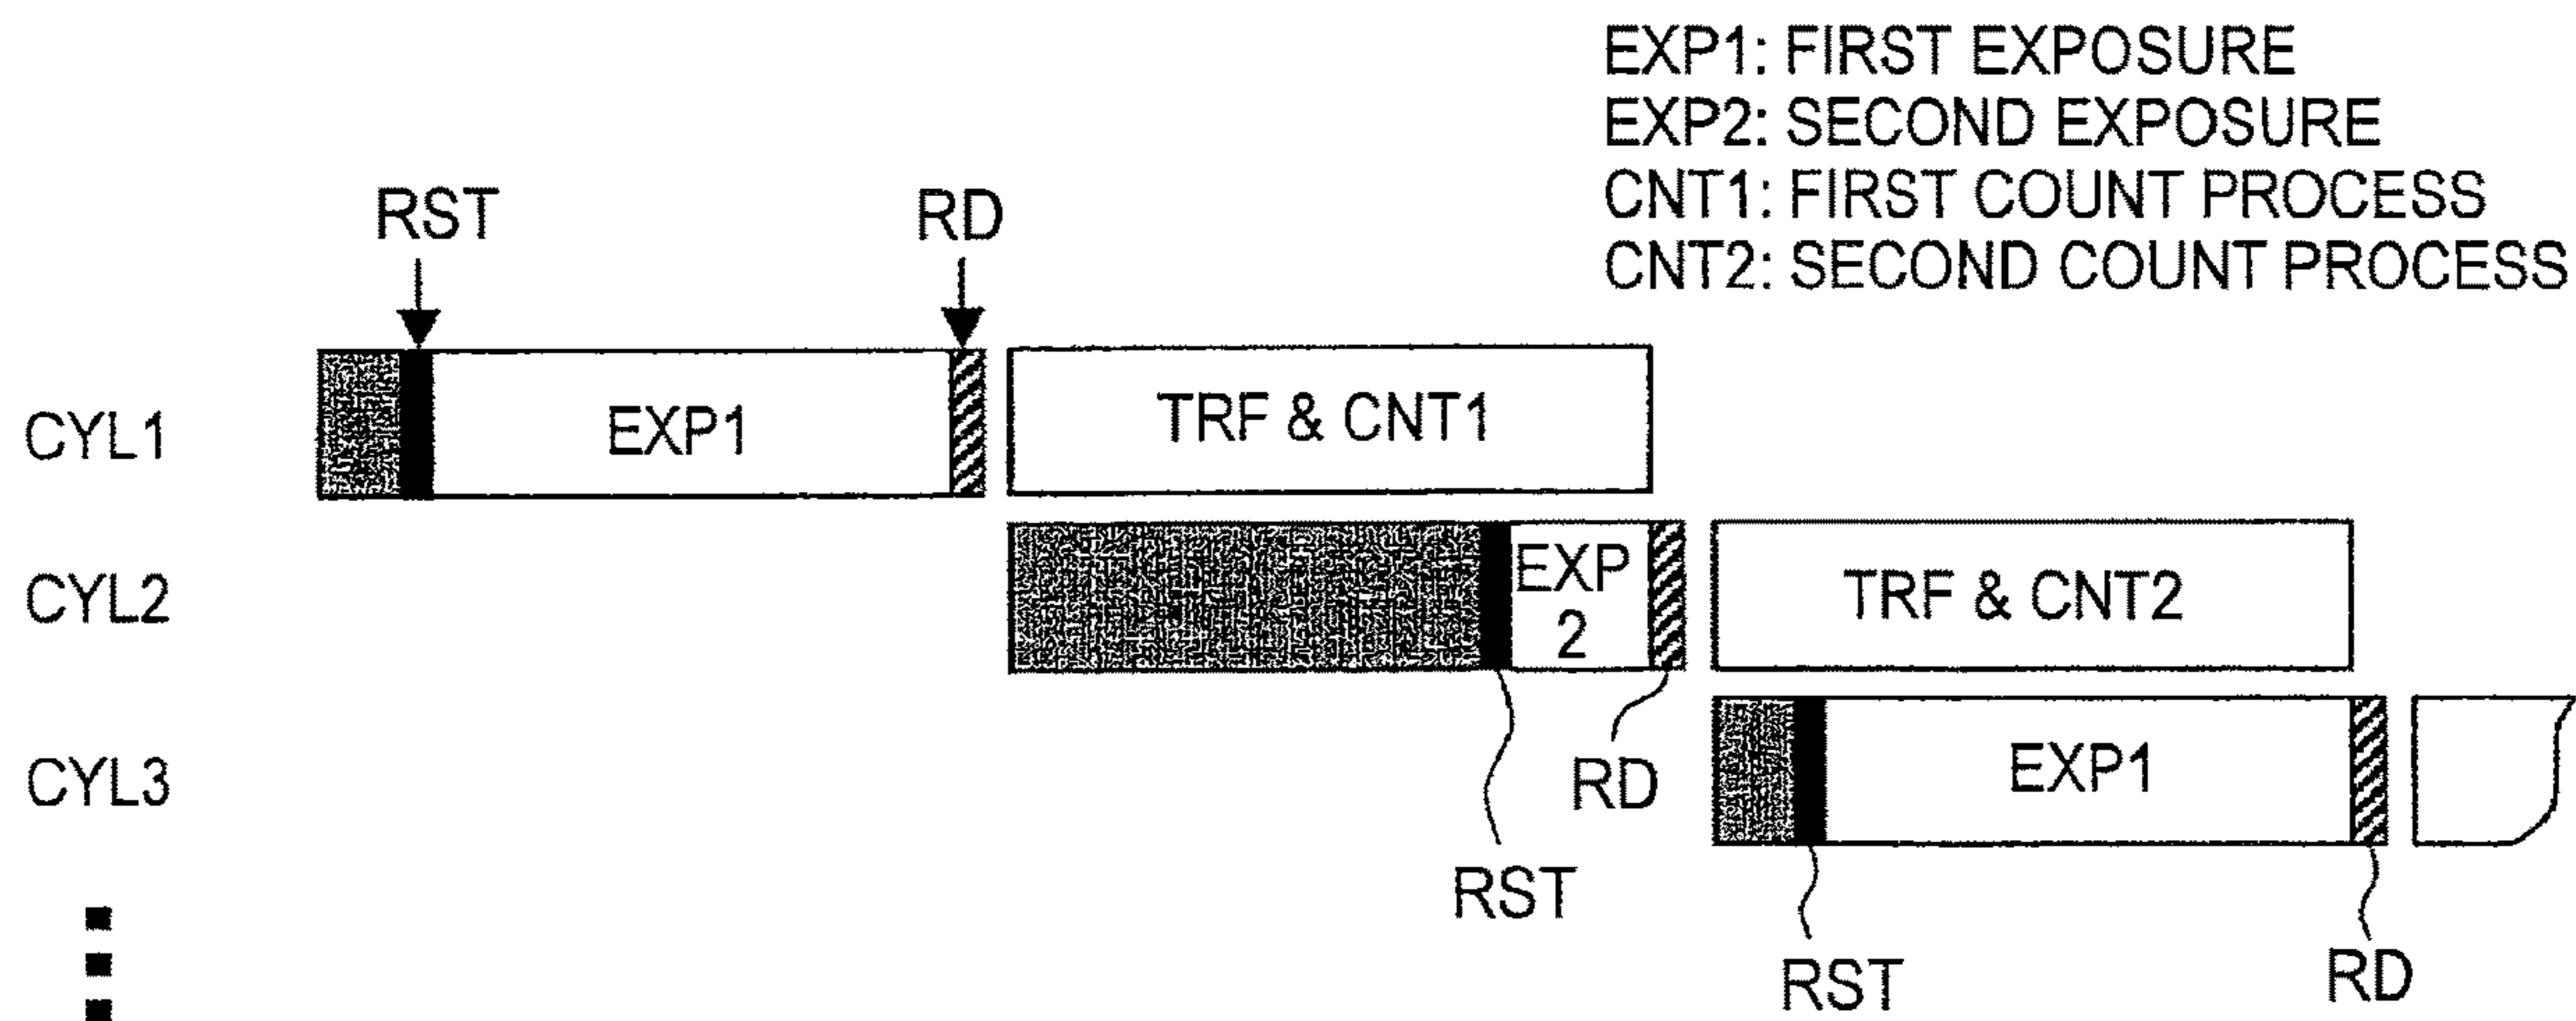 EXP1: FIRST EXPOSURE
EXP2: SECOND EXPOSURE
CNT1: FIRST COUNT PROCESS
CNT2: SECOND COUNT PROCESS
RST
RD
CYL1
EXP1
TRF & CNT1
CYL2
EXP
2
TRF & CNT2
CYL3
RD
EXP1
RST
RST
RD